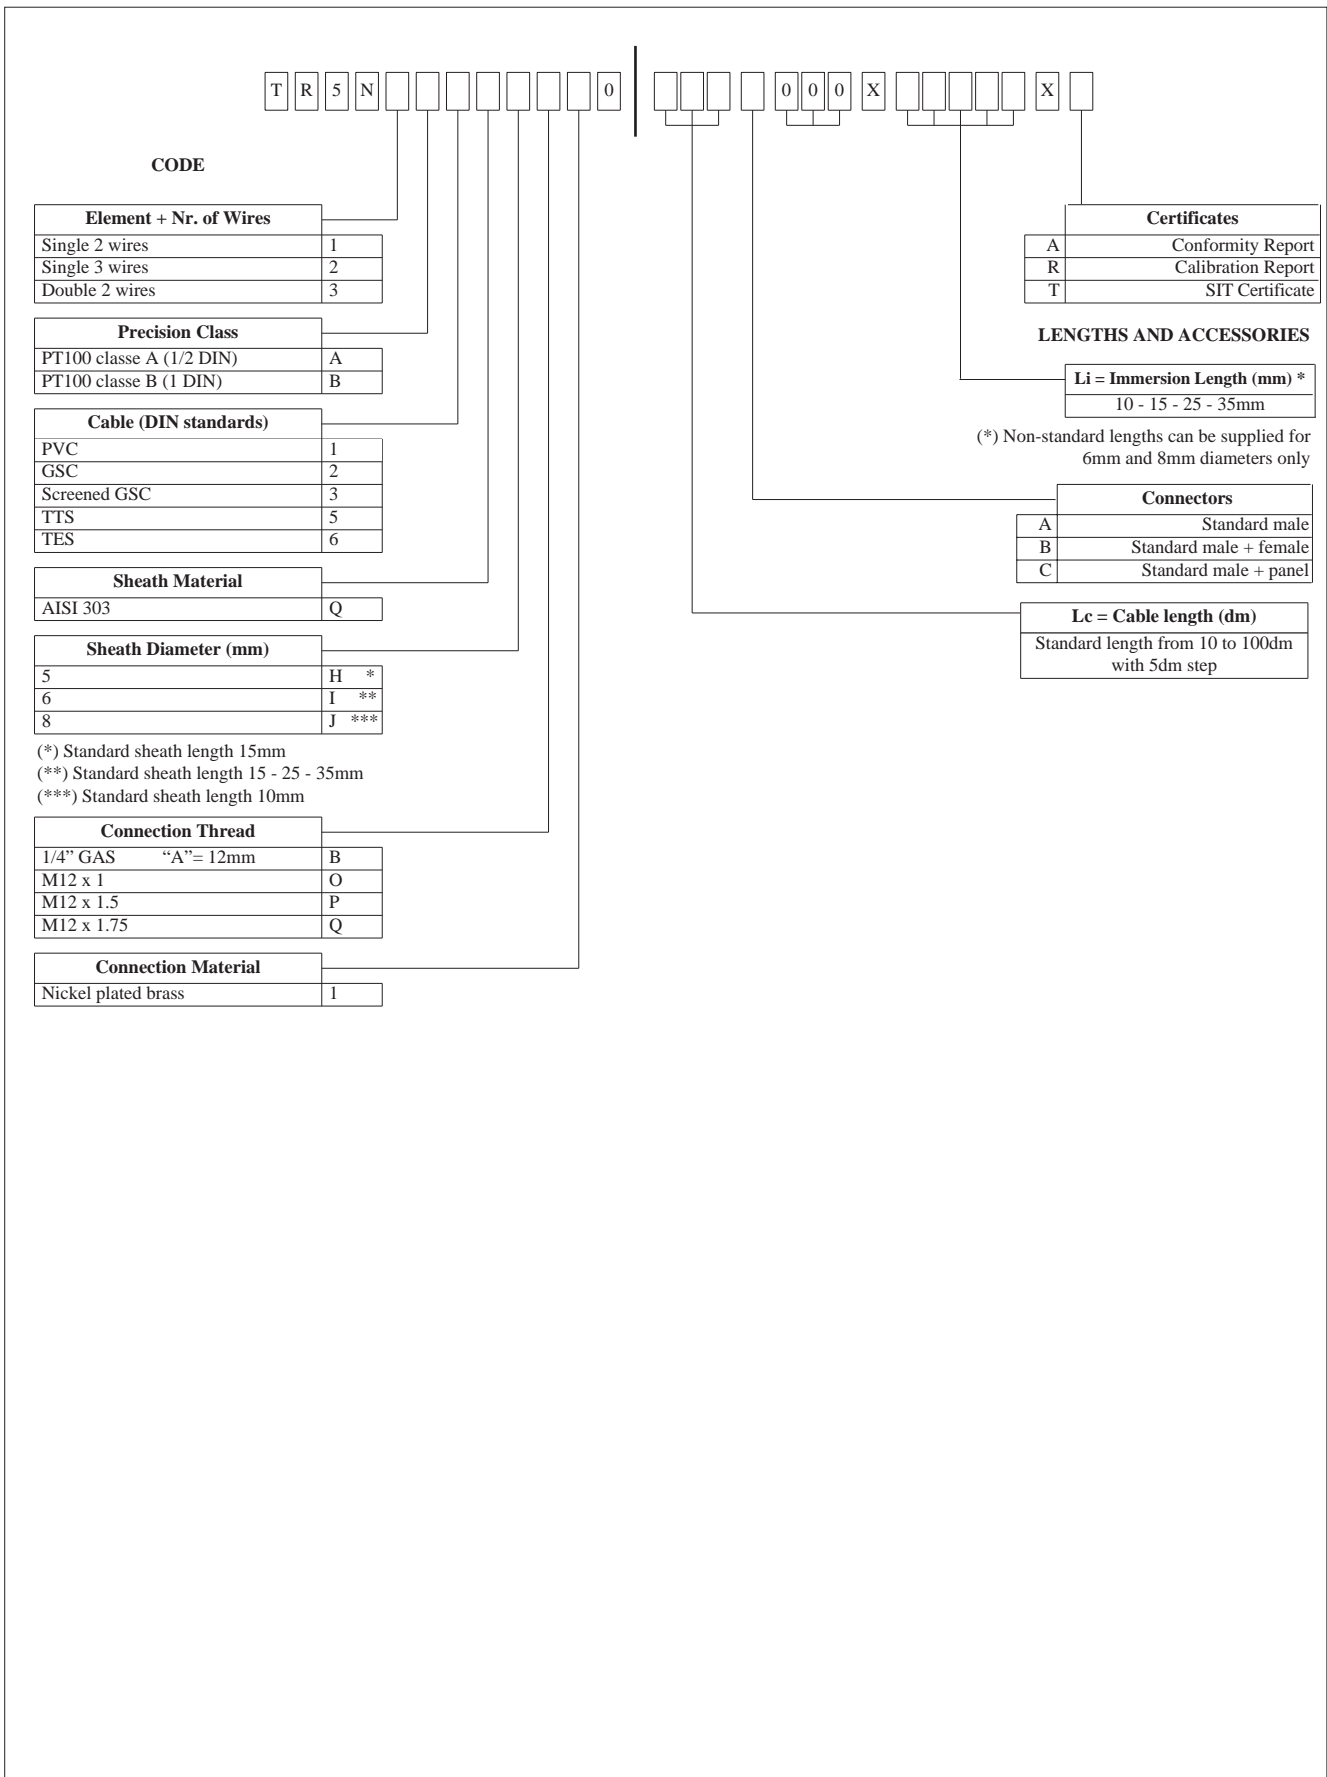 T R 5 N 0 0 0 0 X X
CODE
Element + Nr. of Wires
Single 2 wires 1
Single 3 wires 2
Double 2 wires 3
Precision Class
PT100 classe A (1/2 DIN) A
PT100 classe B (1 DIN) B
Cable (DIN standards)
PVC 1
GSC 2
Screened GSC 3
TTS 5
TES 6
Sheath Material
AISI 303 Q
Sheath Diameter (mm)
5 H *
6 I **
8 J ***
(*) Standard sheath length 15mm
(**) Standard sheath length 15 - 25 - 35mm
(***) Standard sheath length 10mm
Connection Thread
1/4” GAS “A”= 12mm B
M12 x 1 O
M12 x 1.5 P
M12 x 1.75 Q
Connection Material
Nickel plated brass 1
Certificates
A Conformity Report
R Calibration Report
T SIT Certificate
LENGTHS AND ACCESSORIES
Li = Immersion Length (mm) *
10 - 15 - 25 - 35mm
(*) Non-standard lengths can be supplied for
6mm and 8mm diameters only
Connectors
A Standard male
B Standard male + female
C Standard male + panel
Lc = Cable length (dm)
Standard length from 10 to 100dm
with 5dm step